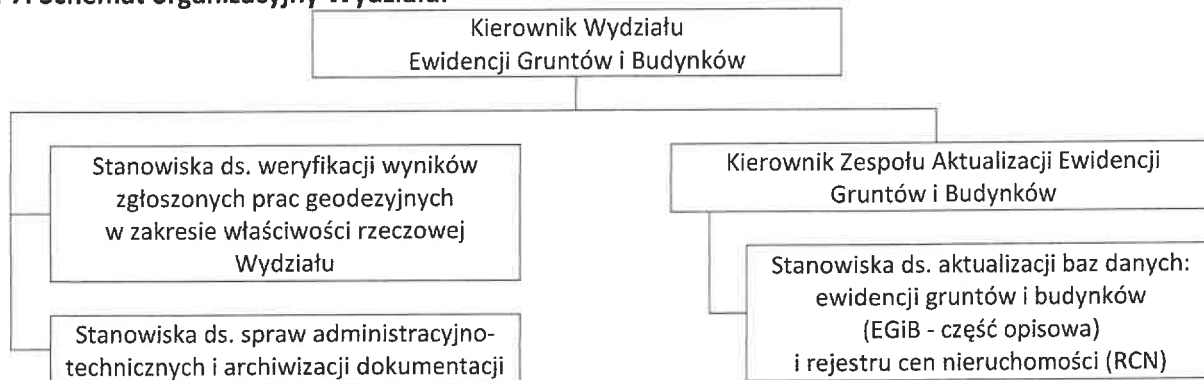 Kierownik Wydziału
Ewidencji Gruntów i Budynków
Stanowiska ds. weryfikacji wyników
zgłoszonych prac geodezyjnych
w zakresie właściwości rzeczowej
Wydziału
Stanowiska ds. spraw administracyjno-
technicznych i archiwizacji dokumentacji
Kierownik Zespołu Aktualizacji Ewidencji
Gruntów i Budynków
Stanowiska ds. aktualizacji baz danych:
ewidencji gruntów i budynków
(EGiB - część opisowa)
i rejestru cen nieruchomości (RCN)